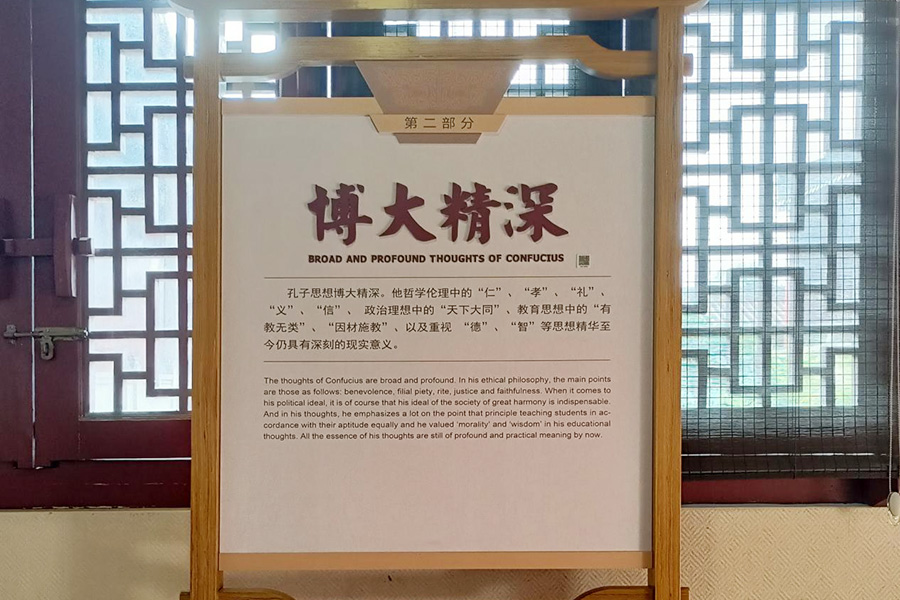 第二部分
博大精深
BROAD AND PROFOUND THOUGHTS OF CONFUCIUS
孔子思想博大精深。他哲学伦理中的“仁”、“孝”、“礼”、
“义”、“信”、 政治理想中的“天下大同”、教育思想中的“有
教无类”、“因材施教”、以及重视 “德”、“智”等思想精华至
今仍具有深刻的现实意义。
The thoughts of Confucius are broad and profound. In his ethical philosophy, the main points
are those as follows: benevolence, filial piety, rite, justice and faithfulness. When it comes to
his political ideal, it is of course that his ideal of the society of great harmony is indispensable.
And in his thoughts, he emphasizes a lot on the point that principle teaching students in ac-
cordance with their aptitude equally and he valued ‘morality’ and ‘wisdom’ in his educational
thoughts. All the essence of his thoughts are still of profound and practical meaning by now.